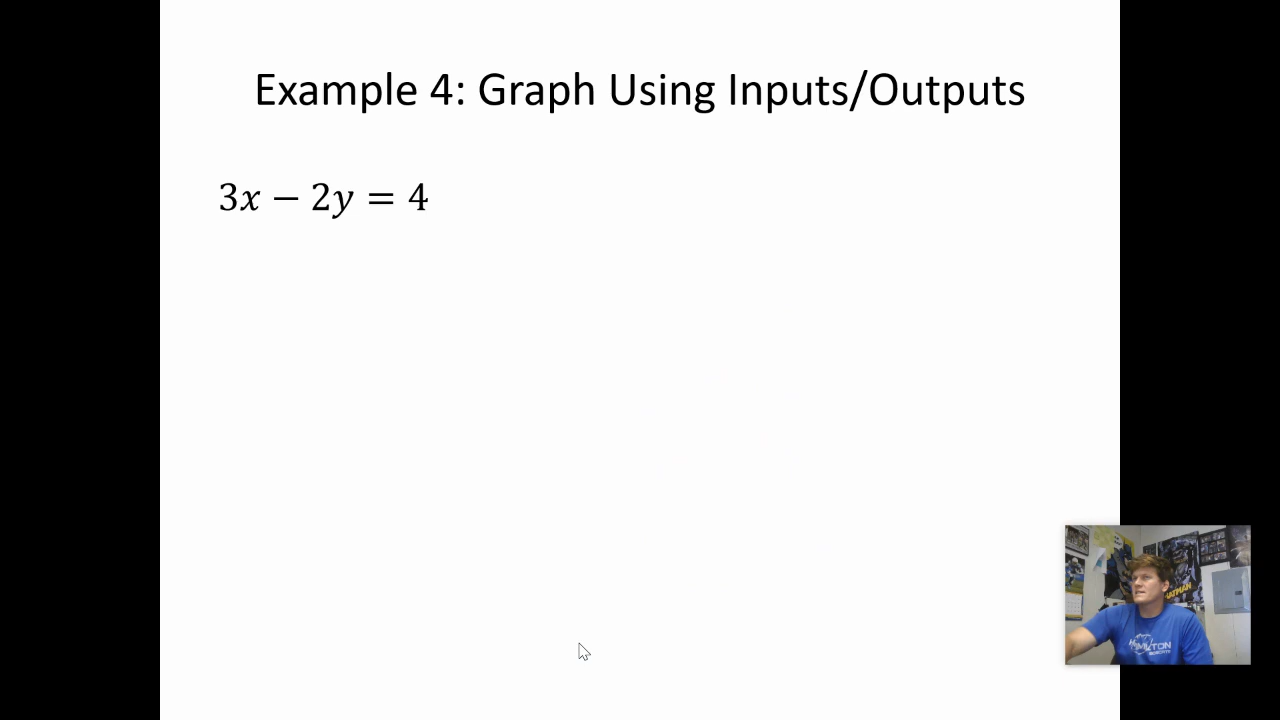 Example 4: Graph Using Inputs/Outputs
3𝑥 − 2𝑦 = 4